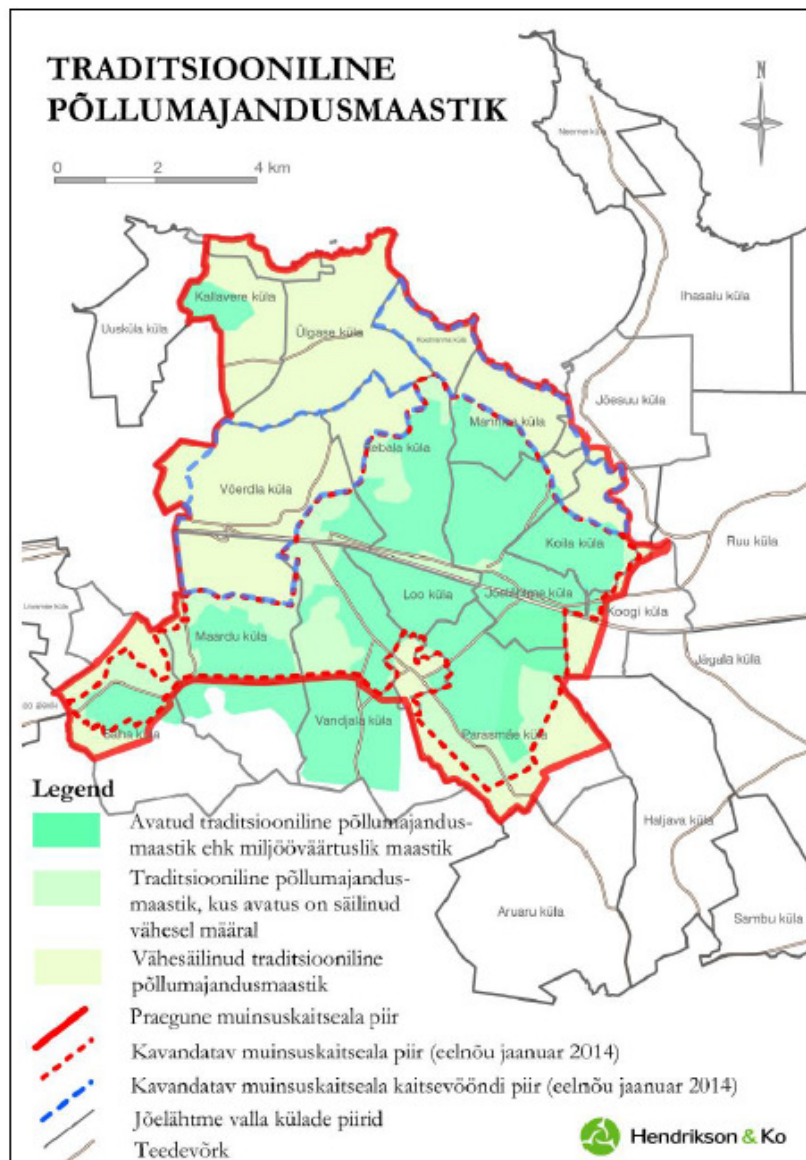 TRADITSIOONILINE
PÕLLUMAJANDUSMAASTIK
N
0 2 4 km
Neeme küla
Kallavere küla
Uusküla küla
Ülgase küla
Ihasalu küla
Jõesuu küla
Manniva küla
Rebala küla
Võerdla küla
Koila küla
Ruu küla
Loo küla
Jõelähtme küla
Koogi küla
Maardu küla
Jägala küla
Vandjala küla
Parasmäe küla
Saha küla
Haljava küla
Aruaru küla
Sambu küla
Legend
Avatud traditsiooniline põllumajandus-
maastik ehk miljööväärtuslik maastik
Traditsiooniline põllumajandus-
maastik, kus avatus on säilinud
vähesel määral
Vähesäilinud traditsiooniline
põllumajandusmaastik
Praegune muinsuskaitseala piir
Kavandatav muinsuskaitseala piir (eelnõu jaanuar 2014)
Kavandatav muinsuskaitseala kaitsevööndi piir (eelnõu jaanuar 2014)
Jõelähtme valla külade piirid
Teedevõrk
Hendrikson & Ko